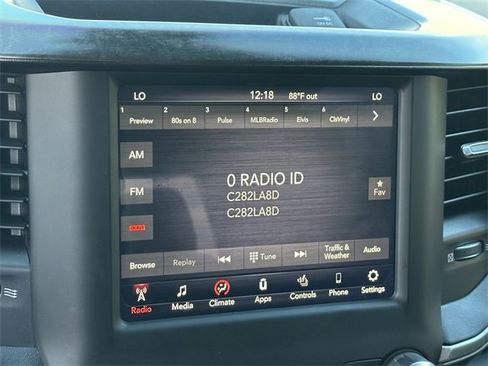 LO 12:18 88°F out LO
1 2 3 4 5 6
Preview 80s on 8 Pulse MLBRadio Elvis ClsVinyl
AM
0 RADIO ID
FM
C282LA8D
Fav
C282LA8D
Browse Replay Tune Traffic & Weather Audio
Radio Media Climate Apps Controls Phone Settings